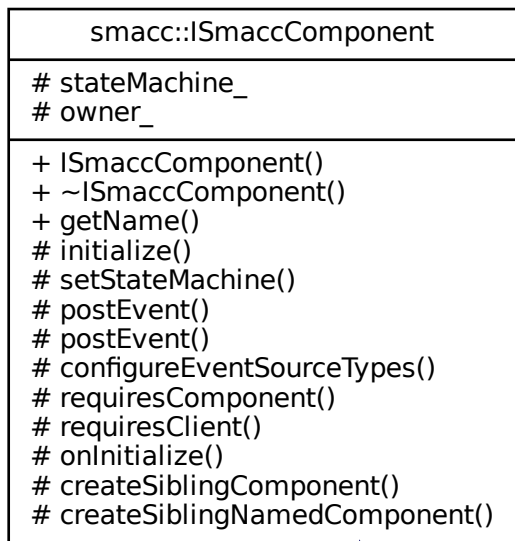 smacc::ISmaccComponent
# stateMachine_
# owner_
+ ISmaccComponent()
+ ~ISmaccComponent()
+ getName()
# initialize()
# setStateMachine()
# postEvent()
# postEvent()
# configureEventSourceTypes()
# requiresComponent()
# requiresClient()
# onInitialize()
# createSiblingComponent()
# createSiblingNamedComponent()